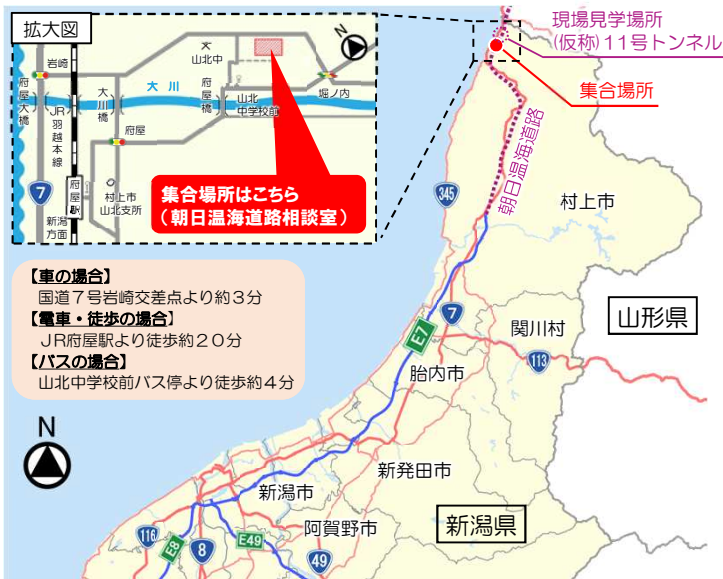 拡大図
岩崎
山北中
府屋大橋
大川
大川橋
府屋橋
山北
中学校前
堀ノ内
JR羽越本線
府屋
7
府屋駅
村上市
山北支所
新潟
方面
集合場所はこちら
(朝日温海道路相談室)
現場見学場所
(仮称)11号トンネル
集合場所
朝日温海道路
345
村上市
【車の場合】
国道7号岩崎交差点より約3分
【電車・徒歩の場合】
JR府屋駅より徒歩約20分
【バスの場合】
山北中学校前バス停より徒歩約4分
山形県
7
E7
関川村
113
胎内市
N
新発田市
新潟市
阿賀野市
新潟県
116
E8
8
E49
49